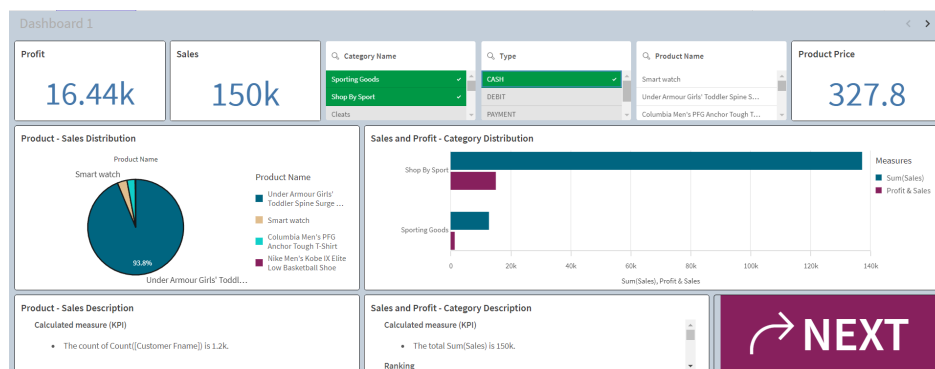 Dashboard 1
Profit
16.44k
Sales
150k
Category Name
Sporting Goods
Shop By Sport
Cleats
Type
CASH
DEBIT
PAYMENT
Product Name
Smart watch
Under Armour Girls' Toddler Spine S...
Columbia Men's PFG Anchor Tough T...
Product Price
327.8
Product - Sales Distribution
Product Name
Smart watch
93.8%
Under Armour Girls' Toddl...
Product Name
Under Armour Girls'
Toddler Spine Surge ...
Smart watch
Columbia Men's PFG
Anchor Tough T-Shirt
Nike Men's Kobe IX Elite
Low Basketball Shoe
Sales and Profit - Category Distribution
Shop By Sport
Sporting Goods
0 20k 40k 60k 80k 100k 120k 140k
Sum(Sales), Profit & Sales
Measures
Sum(Sales)
Profit & Sales
Product - Sales Description
Calculated measure (KPI)
• The count of Count([Customer Fname]) is 1.2k.
Sales and Profit - Category Description
Calculated measure (KPI)
• The total Sum(Sales) is 150k.
Ranking
NEXT